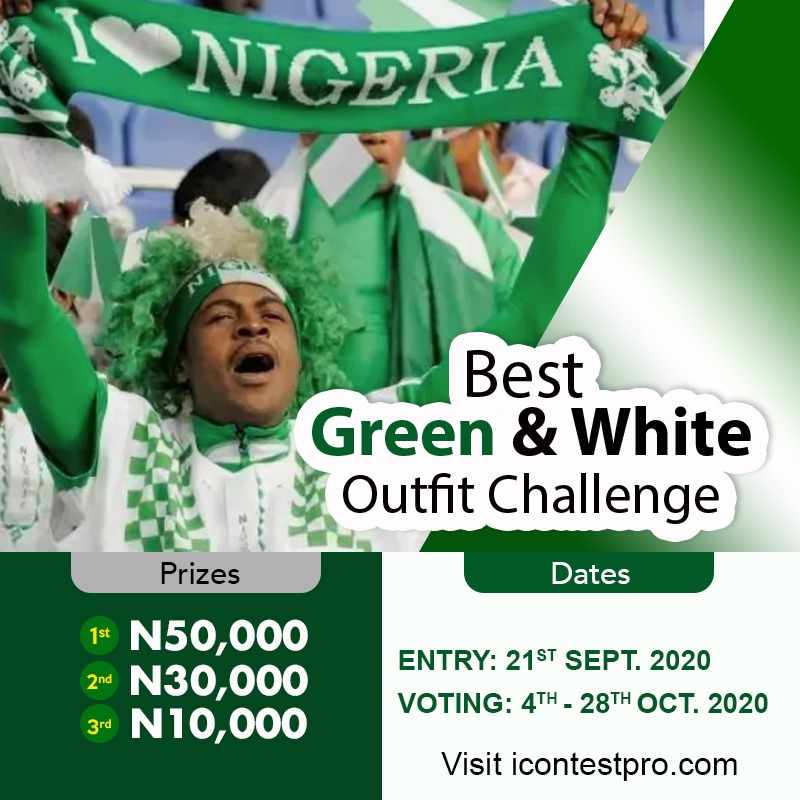 I ♥ NIGERIA
NIGERIA
Best
Green & White
Outfit Challenge
Prizes
1st N50,000
2nd N30,000
3rd N10,000
Dates
ENTRY: 21ST SEPT. 2020
VOTING: 4TH - 28TH OCT. 2020
Visit icontestpro.com